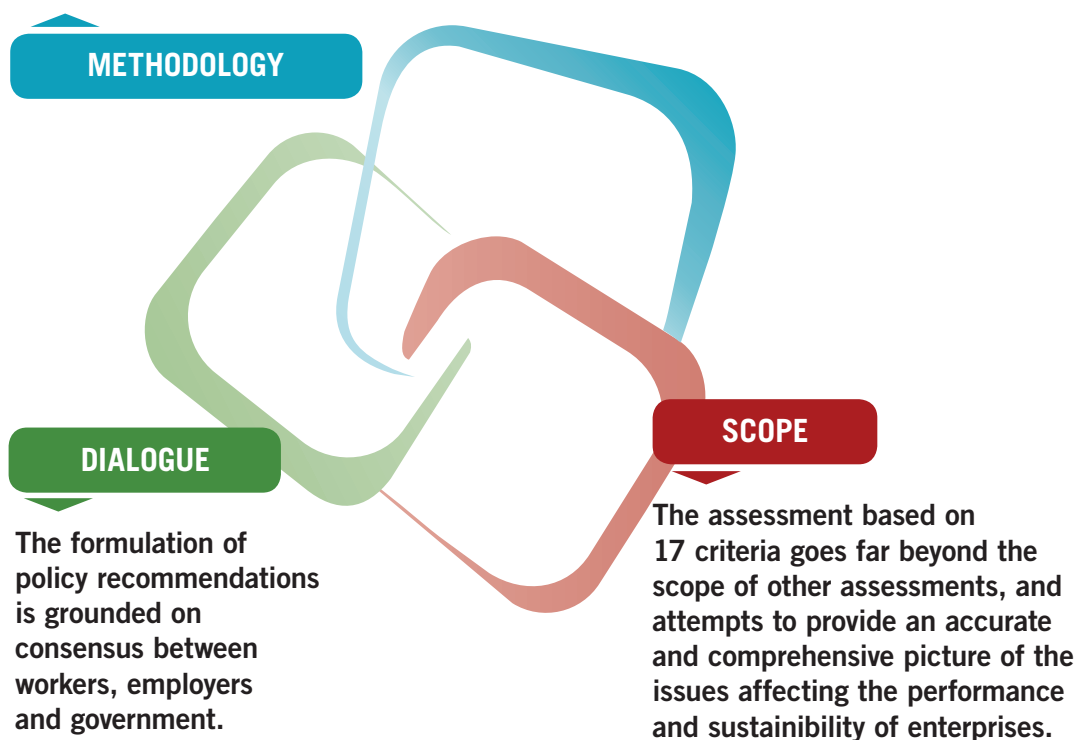 METHODOLOGY
DIALOGUE
The formulation of
policy recommendations
is grounded on
consensus between
workers, employers
and government.
SCOPE
The assessment based on
17 criteria goes far beyond the
scope of other assessments, and
attempts to provide an accurate
and comprehensive picture of the
issues affecting the performance
and sustainibility of enterprises.